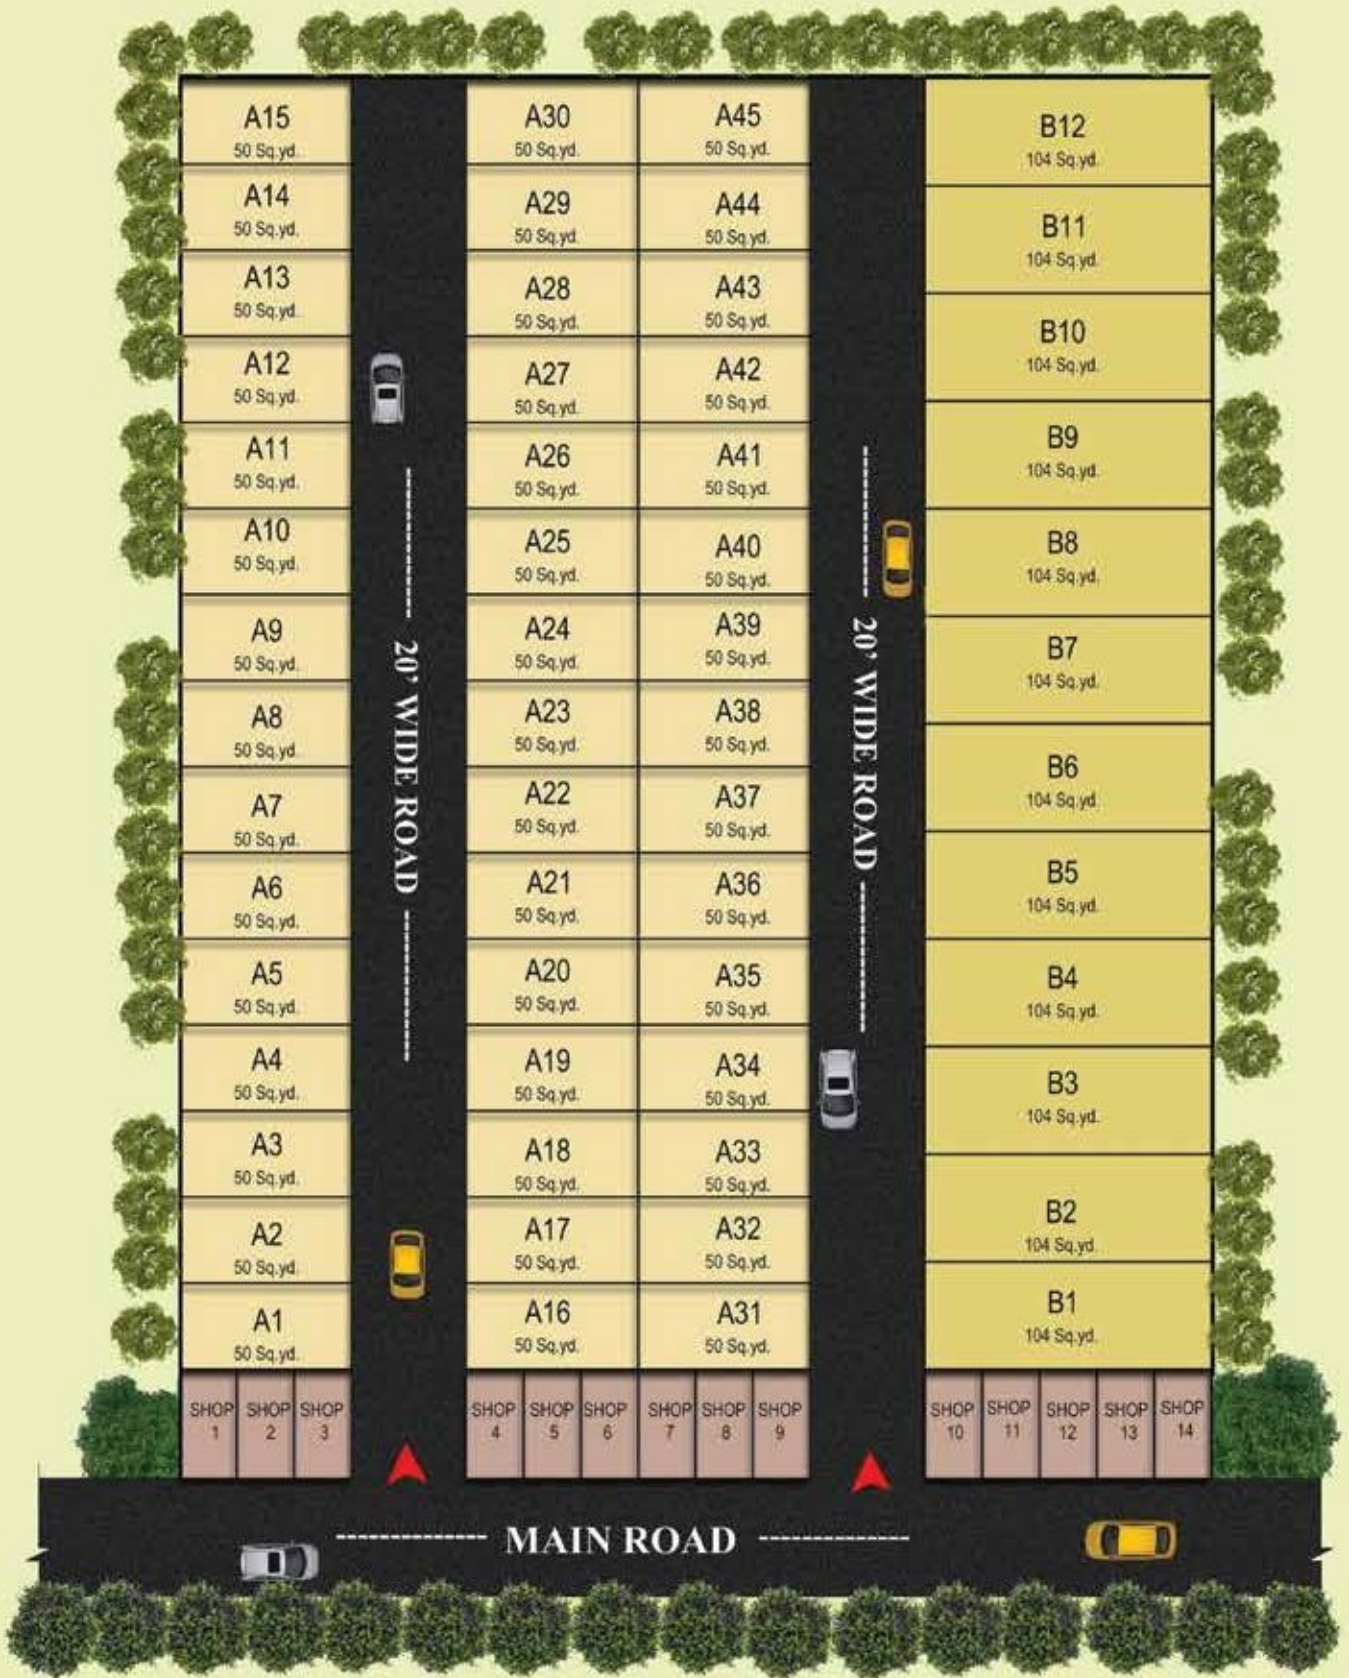 A15
50 Sq.yd.
A14
50 Sq.yd.
A13
50 Sq.yd.
A12
50 Sq.yd.
A11
50 Sq.yd.
A10
50 Sq.yd.
A9
50 Sq.yd.
A8
50 Sq.yd.
A7
50 Sq.yd.
A6
50 Sq.yd.
A5
50 Sq.yd.
A4
50 Sq.yd.
A3
50 Sq.yd.
A2
50 Sq.yd.
A1
50 Sq.yd.
SHOP
1
SHOP
2
SHOP
3
20' WIDE ROAD
A30
50 Sq.yd.
A29
50 Sq.yd.
A28
50 Sq.yd.
A27
50 Sq.yd.
A26
50 Sq.yd.
A25
50 Sq.yd.
A24
50 Sq.yd.
A23
50 Sq.yd.
A22
50 Sq.yd.
A21
50 Sq.yd.
A20
50 Sq.yd.
A19
50 Sq.yd.
A18
50 Sq.yd.
A17
50 Sq.yd.
A16
50 Sq.yd.
SHOP
4
SHOP
5
SHOP
6
A45
50 Sq.yd.
A44
50 Sq.yd.
A43
50 Sq.yd.
A42
50 Sq.yd.
A41
50 Sq.yd.
A40
50 Sq.yd.
A39
50 Sq.yd.
A38
50 Sq.yd.
A37
50 Sq.yd.
A36
50 Sq.yd.
A35
50 Sq.yd.
A34
50 Sq.yd.
A33
50 Sq.yd.
A32
50 Sq.yd.
A31
50 Sq.yd.
SHOP
7
SHOP
8
SHOP
9
20' WIDE ROAD
B12
104 Sq.yd.
B11
104 Sq.yd.
B10
104 Sq.yd.
B9
104 Sq.yd.
B8
104 Sq.yd.
B7
104 Sq.yd.
B6
104 Sq.yd.
B5
104 Sq.yd.
B4
104 Sq.yd.
B3
104 Sq.yd.
B2
104 Sq.yd.
B1
104 Sq.yd.
SHOP
10
SHOP
11
SHOP
12
SHOP
13
SHOP
14
MAIN ROAD